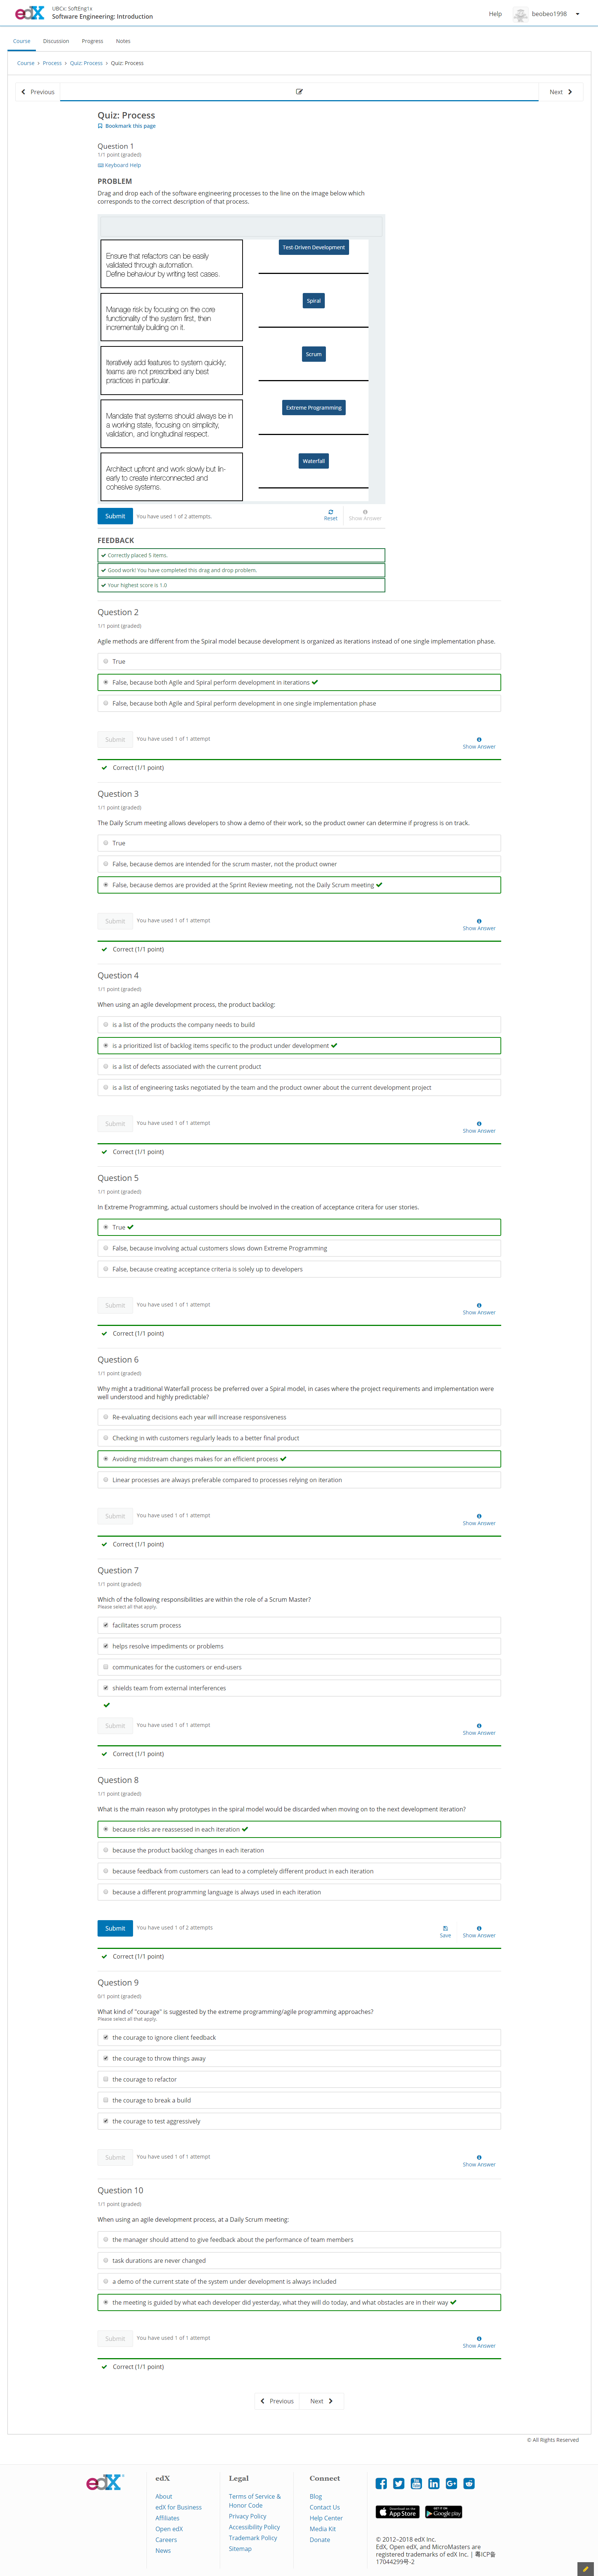 edX
UBCx: SoftEng1x
Software Engineering: Introduction
Help
beobeo1998
Course
Discussion
Progress
Notes
Course > Process > Quiz: Process > Quiz: Process
Previous
Next
Quiz: Process
Bookmark this page
Question 1
1/1 point (graded)
Keyboard Help
PROBLEM
Drag and drop each of the software engineering processes to the line on the image below which
corresponds to the correct description of that process.
Ensure that refactors can be easily
validated through automation.
Define behaviour by writing test cases.
Test-Driven Development
Manage risk by focusing on the core
functionality of the system first, then
incrementally building on it.
Spiral
Iteratively add features to system quickly;
teams are not prescribed any best
practices in particular.
Scrum
Mandate that systems should always be in
a working state, focusing on simplicity,
validation, and longitudinal respect.
Extreme Programming
Architect upfront and work slowly but lin-
early to create interconnected and
cohesive systems.
Waterfall
Submit
You have used 1 of 2 attempts.
Reset
Show Answer
FEEDBACK
Correctly placed 5 items.
Good work! You have completed this drag and drop problem.
Your highest score is 1.0
Question 2
1/1 point (graded)
Agile methods are different from the Spiral model because development is organized as iterations instead of one single implementation phase.
True
False, because both Agile and Spiral perform development in iterations
False, because both Agile and Spiral perform development in one single implementation phase
Submit
You have used 1 of 1 attempt
Show Answer
Correct (1/1 point)
Question 3
1/1 point (graded)
The Daily Scrum meeting allows developers to show a demo of their work, so the product owner can determine if progress is on track.
True
False, because demos are intended for the scrum master, not the product owner
False, because demos are provided at the Sprint Review meeting, not the Daily Scrum meeting
Submit
You have used 1 of 1 attempt
Show Answer
Correct (1/1 point)
Question 4
1/1 point (graded)
When using an agile development process, the product backlog:
is a list of the products the company needs to build
is a prioritized list of backlog items specific to the product under development
is a list of defects associated with the current product
is a list of engineering tasks negotiated by the team and the product owner about the current development project
Submit
You have used 1 of 1 attempt
Show Answer
Correct (1/1 point)
Question 5
1/1 point (graded)
In Extreme Programming, actual customers should be involved in the creation of acceptance critera for user stories.
True
False, because involving actual customers slows down Extreme Programming
False, because creating acceptance criteria is solely up to developers
Submit
You have used 1 of 1 attempt
Show Answer
Correct (1/1 point)
Question 6
1/1 point (graded)
Why might a traditional Waterfall process be preferred over a Spiral model, in cases where the project requirements and implementation were
well understood and highly predictable?
Re-evaluating decisions each year will increase responsiveness
Checking in with customers regularly leads to a better final product
Avoiding midstream changes makes for an efficient process
Linear processes are always preferable compared to processes relying on iteration
Submit
You have used 1 of 1 attempt
Show Answer
Correct (1/1 point)
Question 7
1/1 point (graded)
Which of the following responsibilities are within the role of a Scrum Master?
Please select all that apply.
facilitates scrum process
helps resolve impediments or problems
communicates for the customers or end-users
shields team from external interferences
Submit
You have used 1 of 1 attempt
Show Answer
Correct (1/1 point)
Question 8
1/1 point (graded)
What is the main reason why prototypes in the spiral model would be discarded when moving on to the next development iteration?
because risks are reassessed in each iteration
because the product backlog changes in each iteration
because feedback from customers can lead to a completely different product in each iteration
because a different programming language is always used in each iteration
Submit
You have used 1 of 2 attempts
Save
Show Answer
Correct (1/1 point)
Question 9
0/1 point (graded)
What kind of "courage" is suggested by the extreme programming/agile programming approaches?
Please select all that apply.
the courage to ignore client feedback
the courage to throw things away
the courage to refactor
the courage to break a build
the courage to test aggressively
Submit
You have used 1 of 1 attempt
Show Answer
Question 10
1/1 point (graded)
When using an agile development process, at a Daily Scrum meeting:
the manager should attend to give feedback about the performance of team members
task durations are never changed
a demo of the current state of the system under development is always included
the meeting is guided by what each developer did yesterday, what they will do today, and what obstacles are in their way
Submit
You have used 1 of 1 attempt
Show Answer
Correct (1/1 point)
Previous
Next
© All Rights Reserved
edX
edX
About
edX for Business
Affiliates
Open edX
Careers
News
Legal
Terms of Service &
Honor Code
Privacy Policy
Accessibility Policy
Trademark Policy
Sitemap
Connect
Blog
Contact Us
Help Center
Media Kit
Donate
App Store
Google play
© 2012–2018 edX Inc.
EdX, Open edX, and MicroMasters are
registered trademarks of edX Inc. | 粤ICP备
17044299号-2